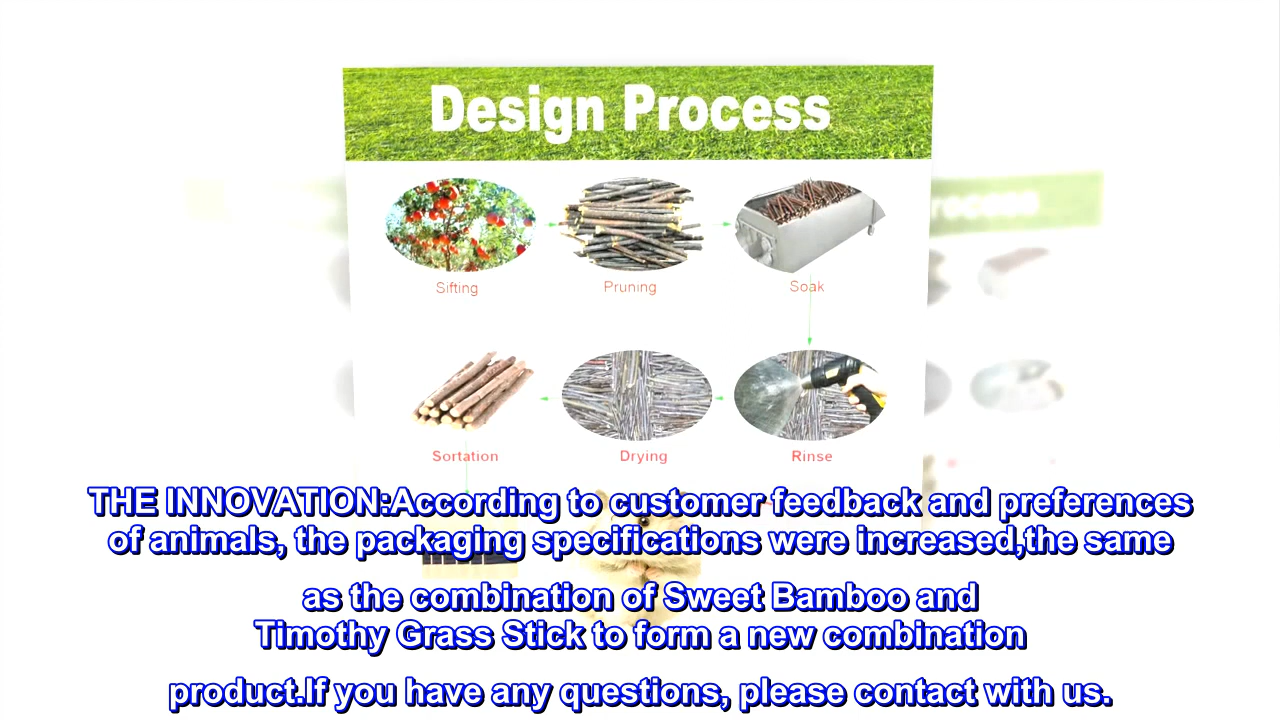 Design Process
Sifting
Pruning
Soak
Sortation
Drying
Rinse
THE INNOVATION:According to customer feedback and preferences
of animals, the packaging specifications were increased,the same
as the combination of Sweet Bamboo and
Timothy Grass Stick to form a new combination
product.If you have any questions, please contact with us.